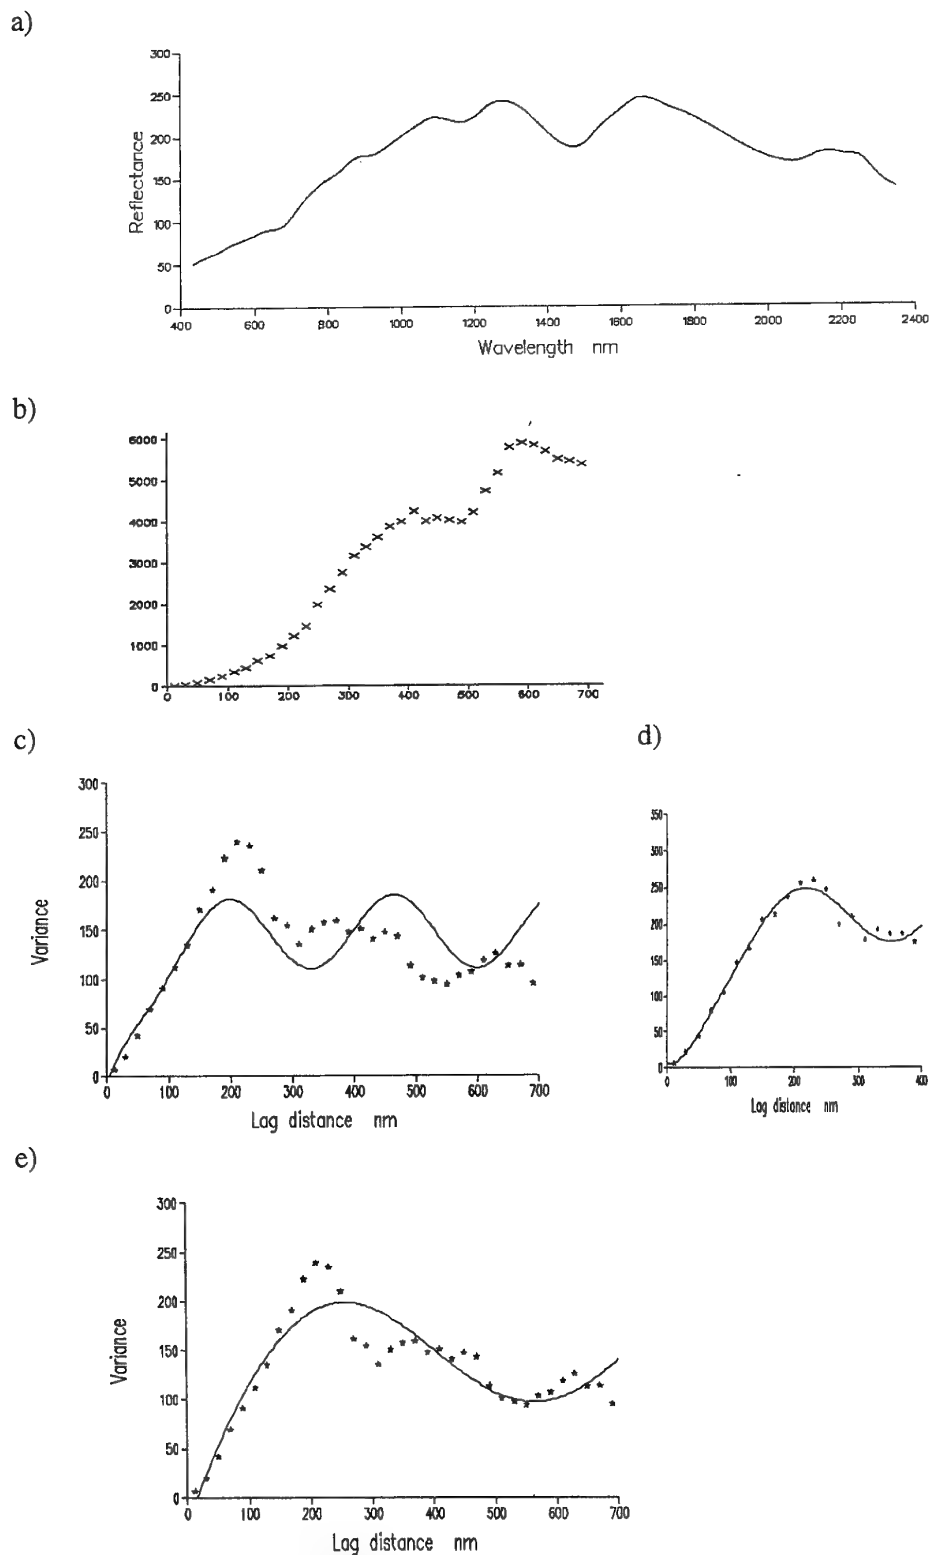 a)
300
250
200
150
100
50
0
Reflectance
400 600 800 1000 1200 1400 1600 1800 2000 2200 2400
Wavelength nm
b)
6000
5000
4000
3000
2000
1000
0
0 100 200 300 400 500 600 700
c)
300
250
200
150
100
50
0
Variance
0 100 200 300 400 500 600 700
Lag distance nm
d)
350
300
250
200
150
100
50
0
0 100 200 300 400
Lag distance nm
e)
300
250
200
150
100
50
0
Variance
0 100 200 300 400 500 600 700
Lag distance nm